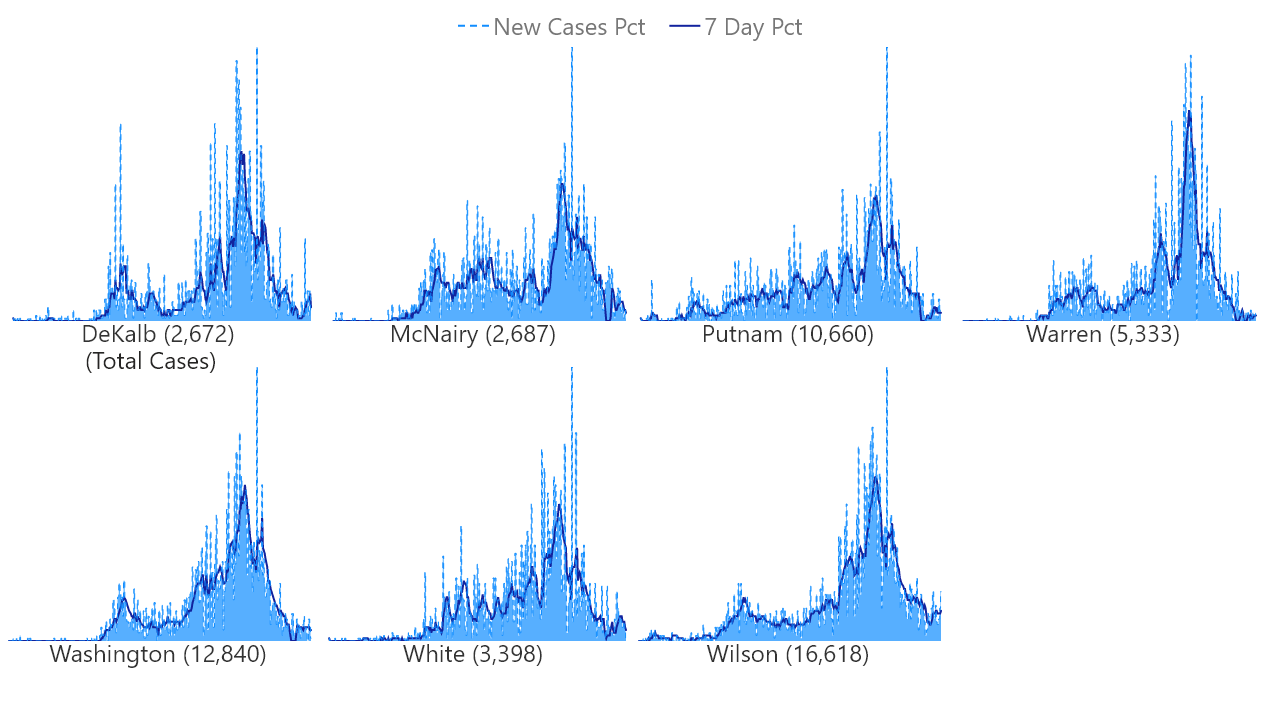 New Cases Pct 7 Day Pct
DeKalb (2,672) McNairy (2,687) Putnam (10,660) Warren (5,333)
(Total Cases)
Washington (12,840) White (3,398) Wilson (16,618)